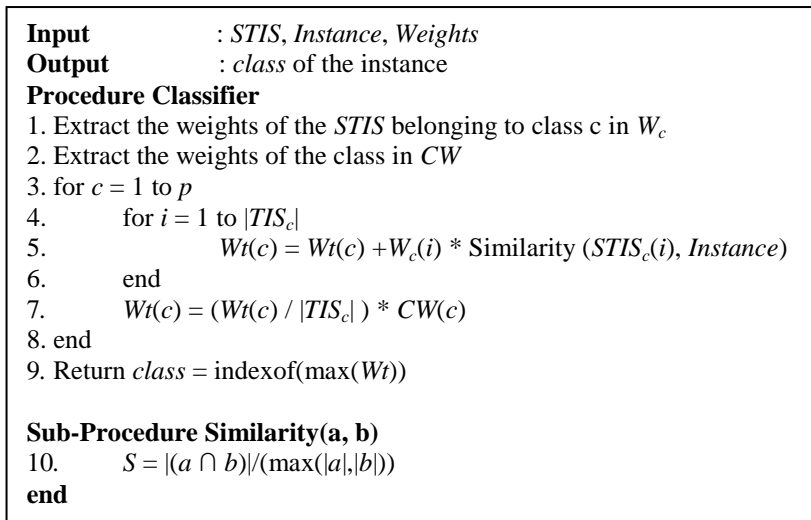 Input : STIS, Instance, Weights
Output : class of the instance
Procedure Classifier
1. Extract the weights of the STIS belonging to class c in Wc
2. Extract the weights of the class in CW
3. for c = 1 to p
4. for i = 1 to |TISc|
5. Wt(c) = Wt(c) +Wc(i) * Similarity (STISc(i), Instance)
6. end
7. Wt(c) = (Wt(c) / |TISc| ) * CW(c)
8. end
9. Return class = indexof(max(Wt))
Sub-Procedure Similarity(a, b)
10. S = |(a ∩ b)|/(max(|a|,|b|))
end